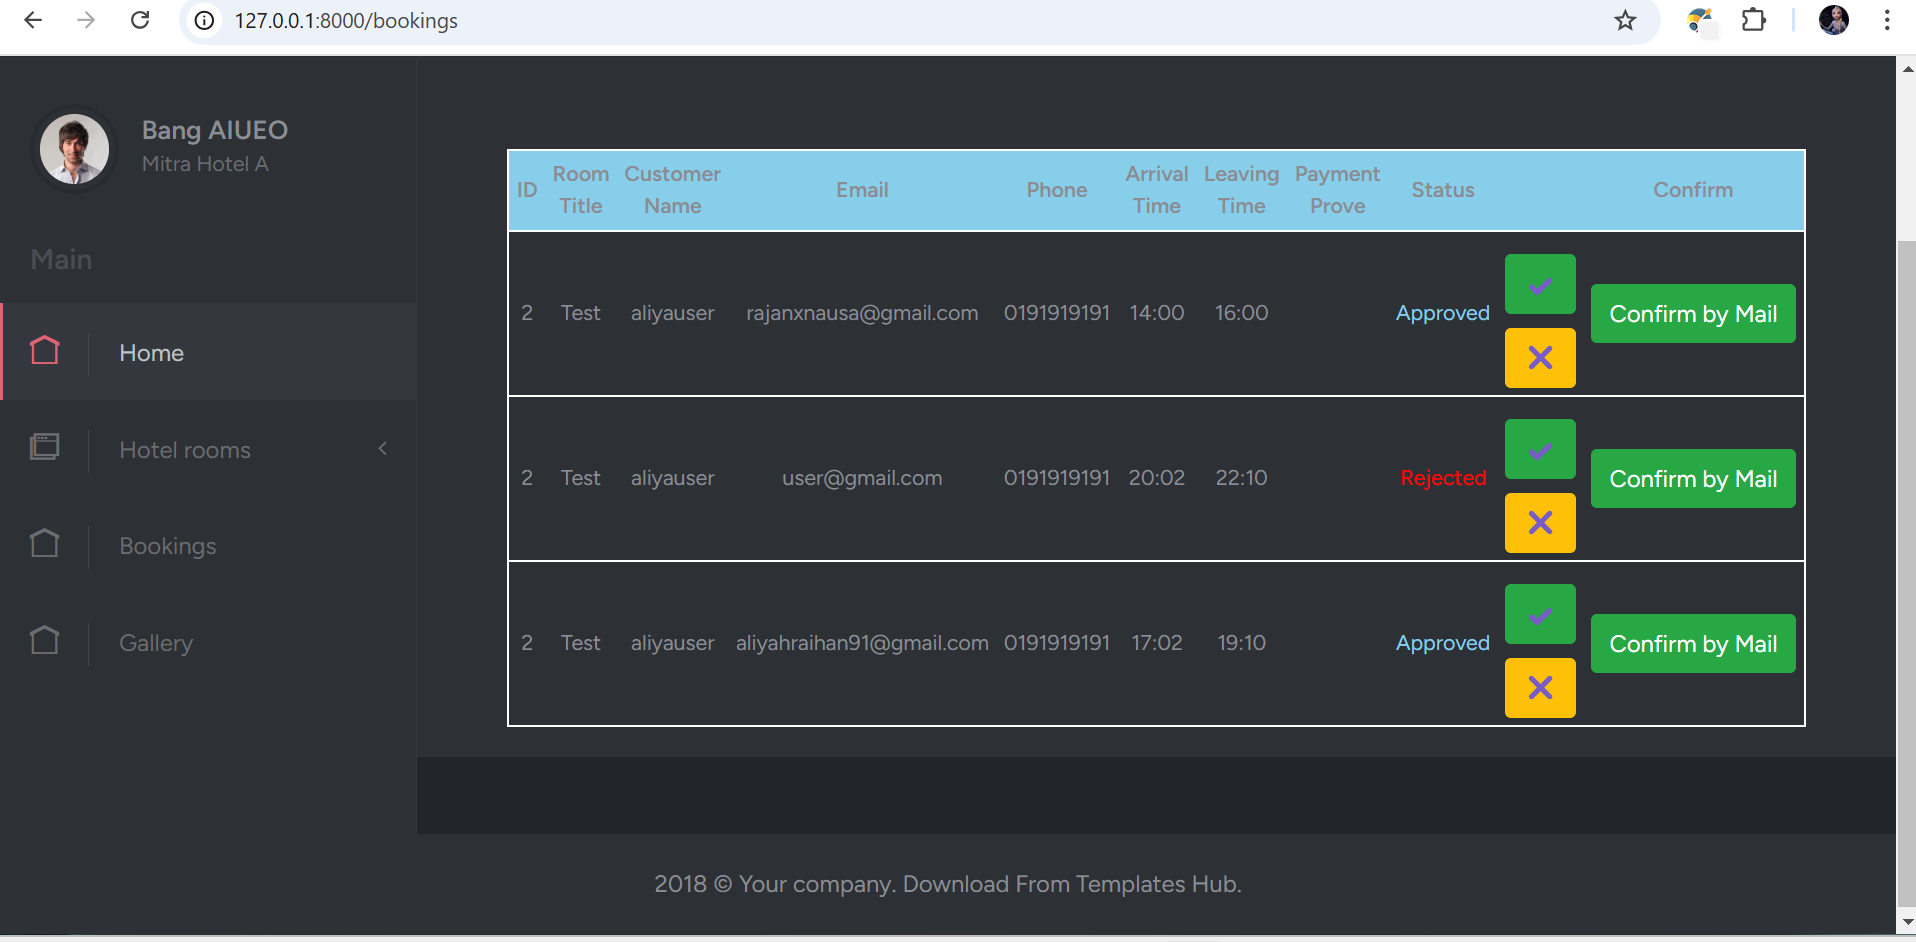 127.0.0.1:8000/bookings
Bang AIUEO
Mitra Hotel A
Main
Home
Hotel rooms
Bookings
Gallery
ID Room Title Customer Name Email Phone Arrival Time Leaving Time Payment Prove Status Confirm
2 Test aliyauser rajanxnausa@gmail.com 0191919191 14:00 16:00 Approved Confirm by Mail
2 Test aliyauser user@gmail.com 0191919191 20:02 22:10 Rejected Confirm by Mail
2 Test aliyauser aliyahraihan91@gmail.com 0191919191 17:02 19:10 Approved Confirm by Mail
2018 © Your company. Download From Templates Hub.